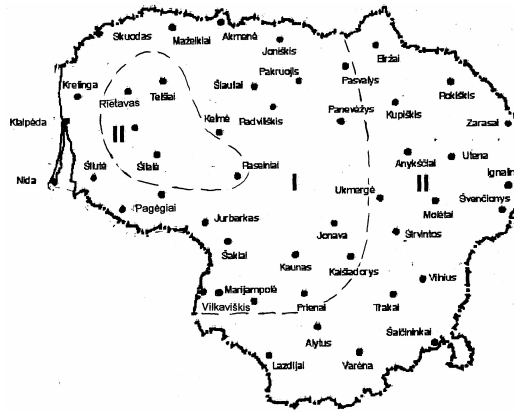 Skuodas
Mažeikiai
Akmenė
Joniškis
Biržai
Pakruojis
Pasvalys
Kretinga
Rietavas
Telšiai
Šiauliai
Rokiškis
Radviliškis
Panevėžys
Kupiškis
Klaipėda
II
Kelmė
Zarasai
Anykščiai
Utena
Šilutė
Šilalė
Raseiniai
I
II
Ignalin
Nida
Ukmergė
Molėtai
Švenčionys
Pagėgiai
Jurbarkas
Jonava
Širvintos
Šakiai
Kaunas
Kaišiadorys
Vilnius
Marijampolė
Vilkaviškis
Prienai
Trakai
Alytus
Šalčininkai
Lazdijai
Varėna